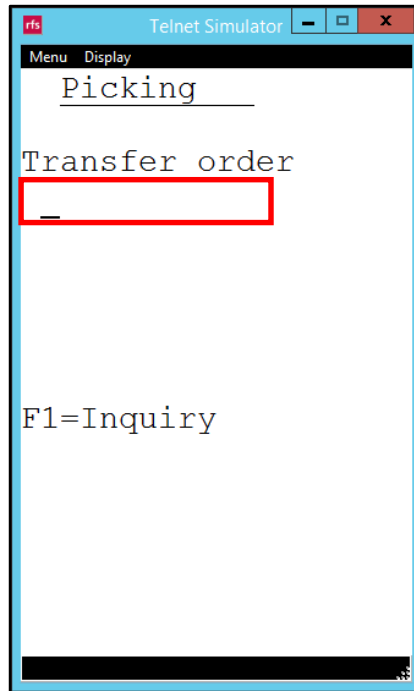 rfs Telnet Simulator
Menu Display
Picking
Transfer order
F1=Inquiry